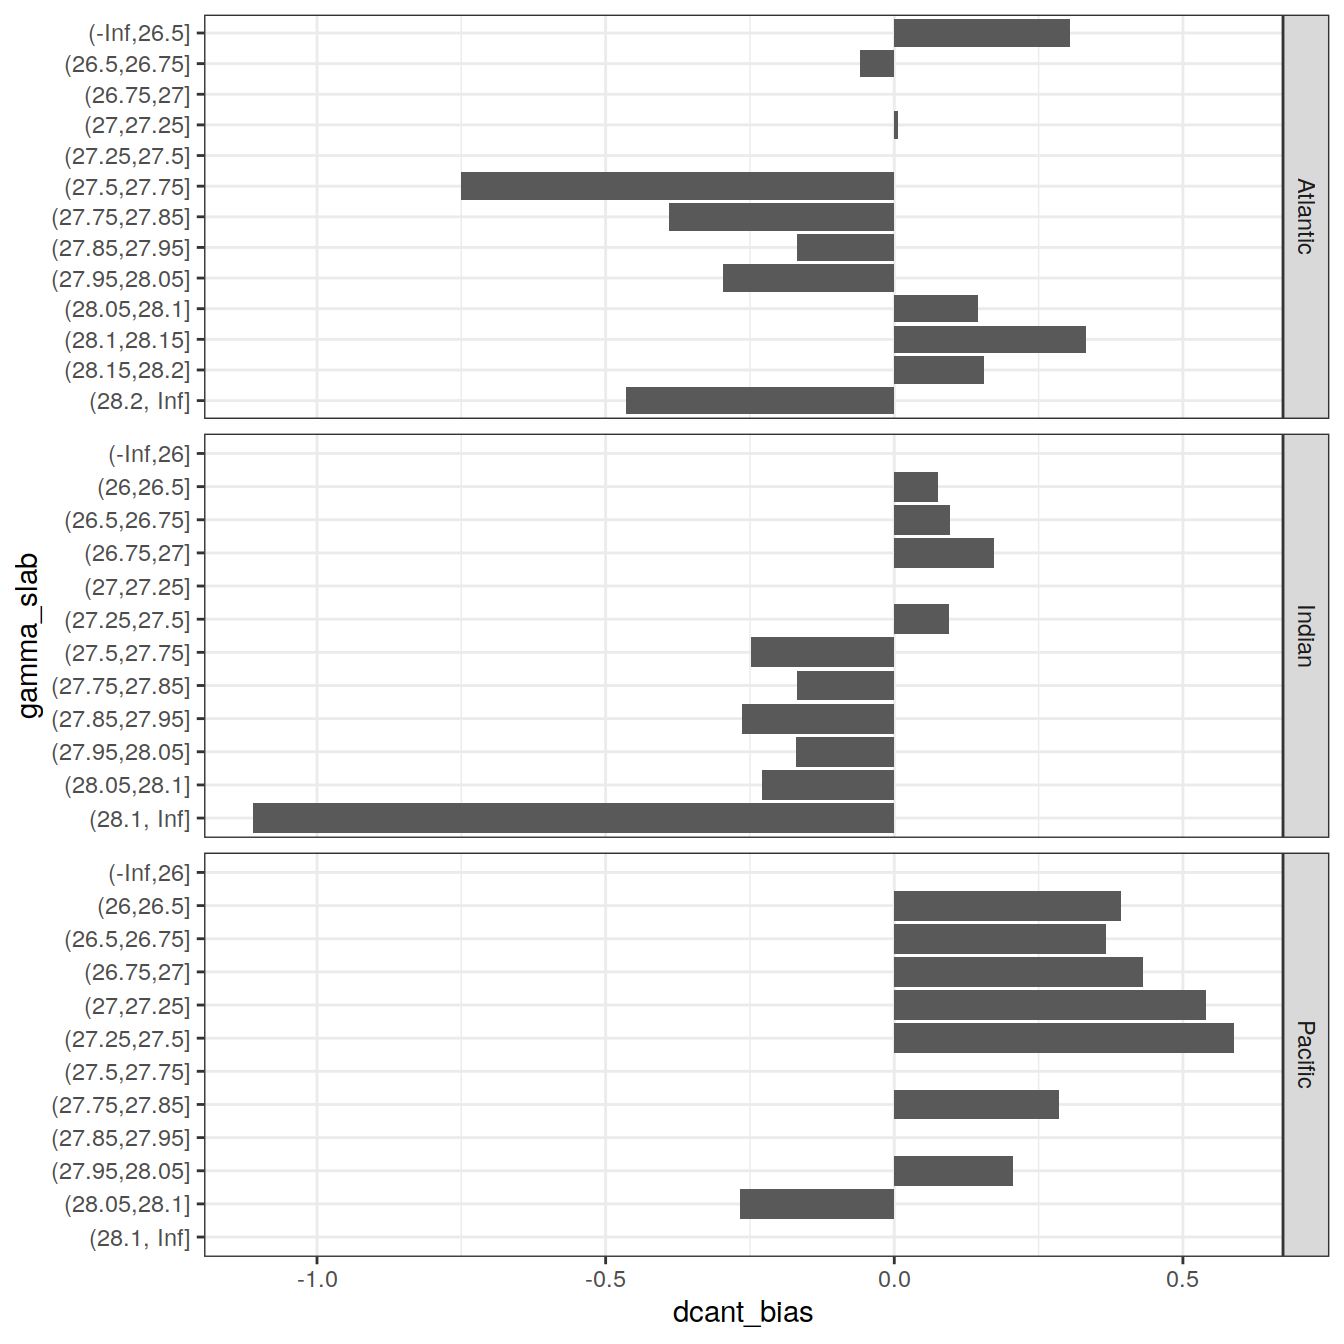 (-Inf,26.5]
(26.5,26.75]
(26.75,27]
(27,27.25]
(27.25,27.5]
(27.5,27.75]
(27.75,27.85]
(27.85,27.95]
(27.95,28.05]
(28.05,28.1]
(28.1,28.15]
(28.15,28.2]
(28.2, Inf]
Atlantic
(-Inf,26]
(26,26.5]
(26.5,26.75]
(26.75,27]
(27,27.25]
(27.25,27.5]
(27.5,27.75]
(27.75,27.85]
(27.85,27.95]
(27.95,28.05]
(28.05,28.1]
(28.1, Inf]
Indian
gamma_slab
(-Inf,26]
(26,26.5]
(26.5,26.75]
(26.75,27]
(27,27.25]
(27.25,27.5]
(27.5,27.75]
(27.75,27.85]
(27.85,27.95]
(27.95,28.05]
(28.05,28.1]
(28.1, Inf]
Pacific
-1.0 -0.5 0.0 0.5
dcant_bias